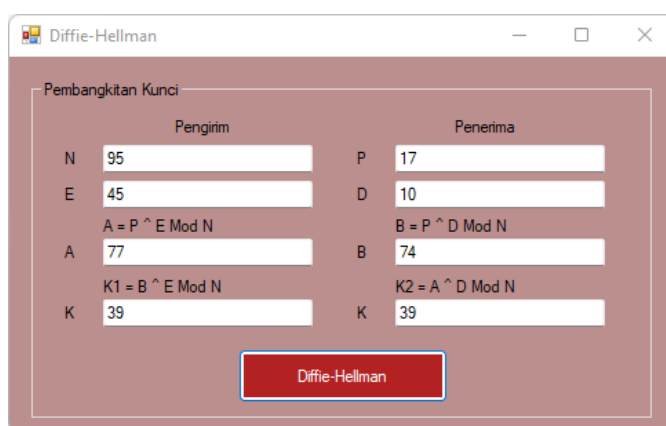 Diffie-Hellman
Pembangkitan Kunci
Pengirim Penerima
N 95 P 17
E 45 D 10
A = P ^ E Mod N B = P ^ D Mod N
A 77 B 74
K1 = B ^ E Mod N K2 = A ^ D Mod N
K 39 K 39
Diffie-Hellman